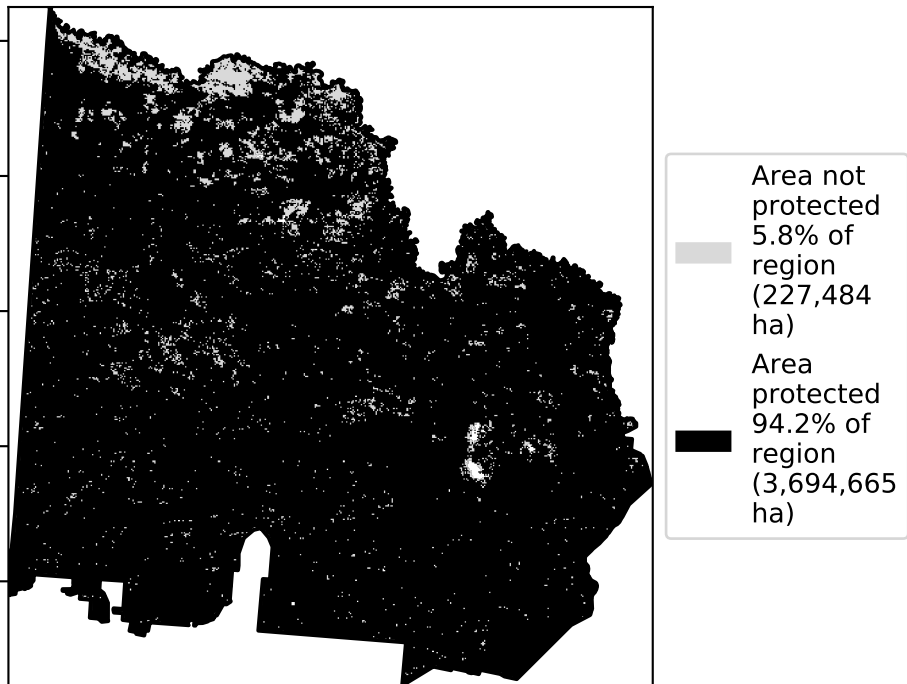 Area not
protected
5.8% of
region
(227,484
ha)
Area
protected
94.2% of
region
(3,694,665
ha)